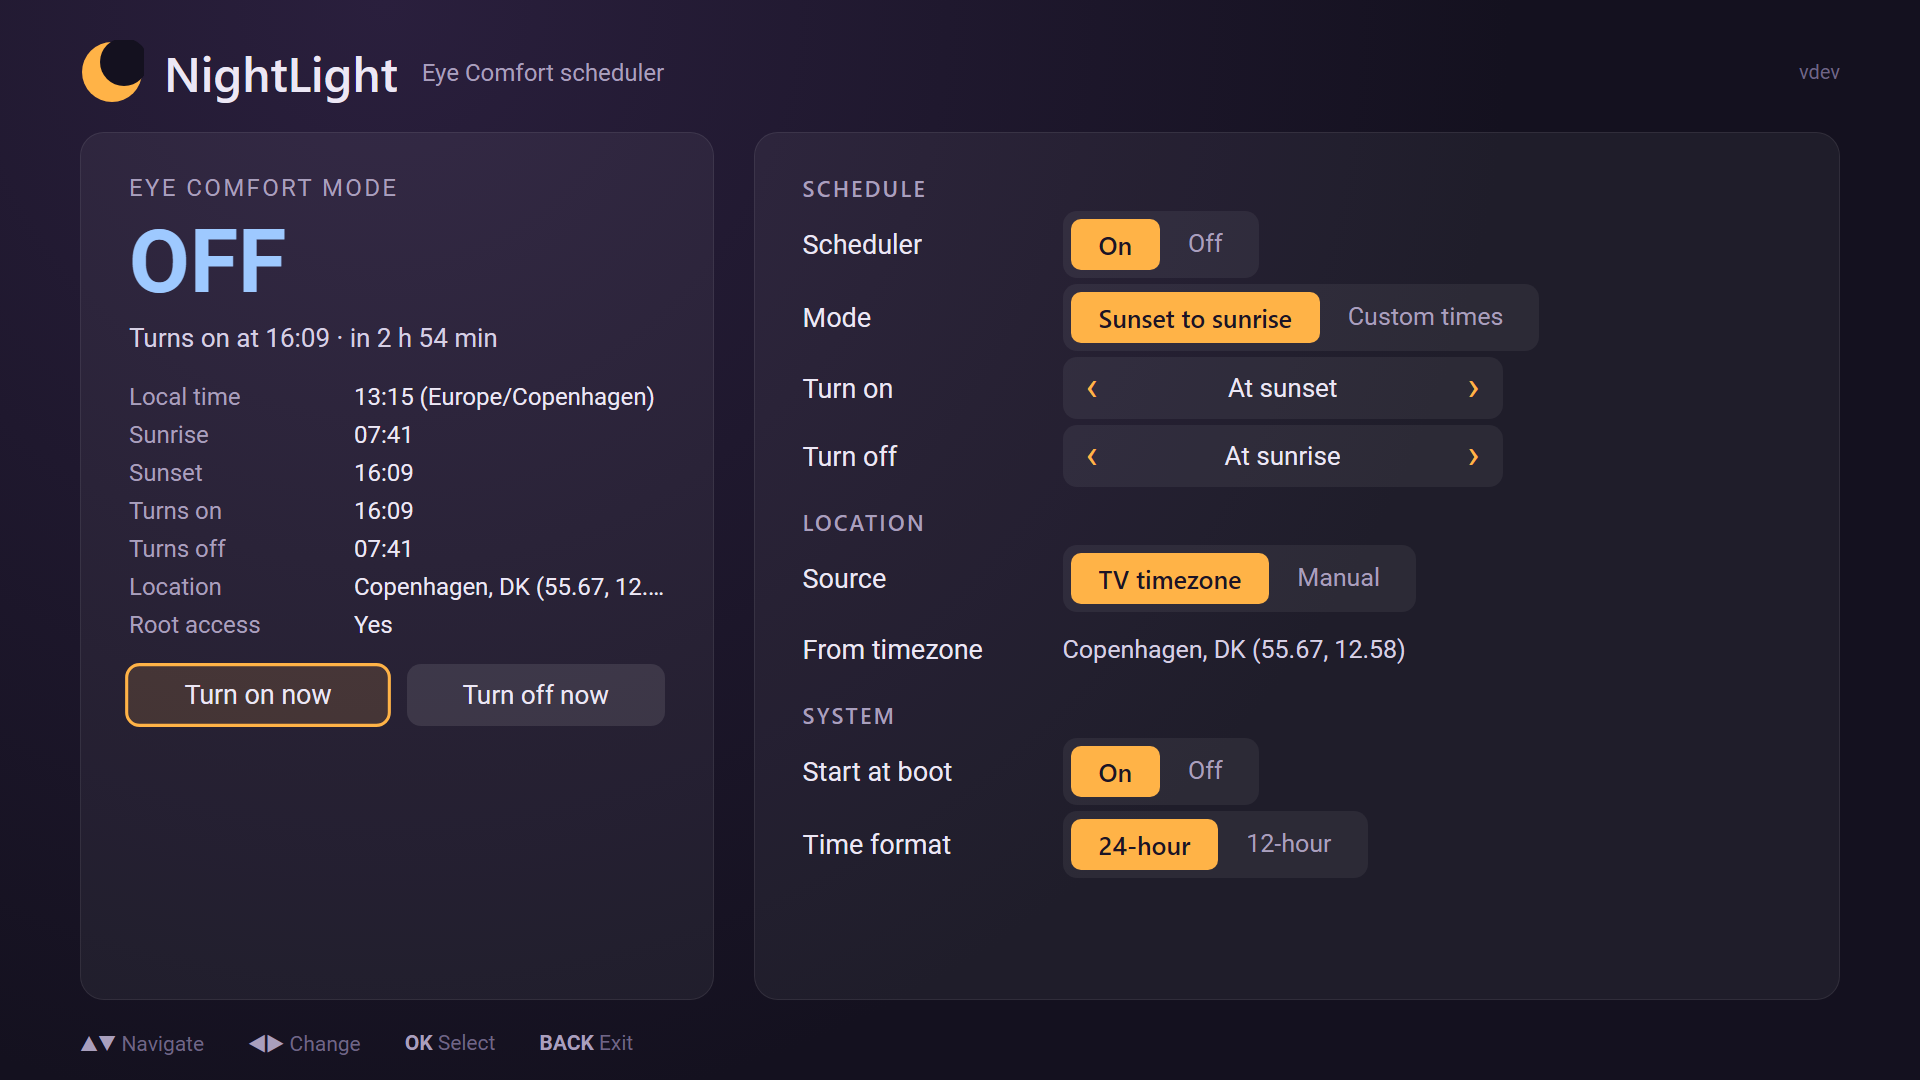 NightLight Eye Comfort scheduler
vdev
EYE COMFORT MODE
OFF
Turns on at 16:09 · in 2 h 54 min
Local time 13:15 (Europe/Copenhagen)
Sunrise 07:41
Sunset 16:09
Turns on 16:09
Turns off 07:41
Location Copenhagen, DK (55.67, 12.…
Root access Yes
Turn on now Turn off now
SCHEDULE
Scheduler On Off
Mode Sunset to sunrise Custom times
Turn on ‹ At sunset ›
Turn off ‹ At sunrise ›
LOCATION
Source TV timezone Manual
From timezone Copenhagen, DK (55.67, 12.58)
SYSTEM
Start at boot On Off
Time format 24-hour 12-hour
▲▼ Navigate ◀▶ Change OK Select BACK Exit